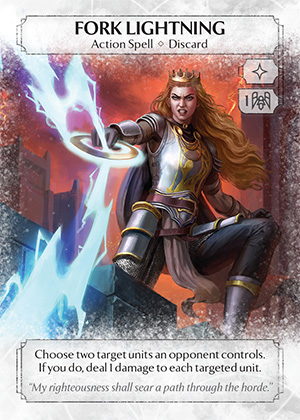 FORK LIGHTNING
Action Spell ⬦ Discard
1
Choose two target units an opponent controls.
If you do, deal 1 damage to each targeted unit.
"My righteousness shall sear a path through the horde."